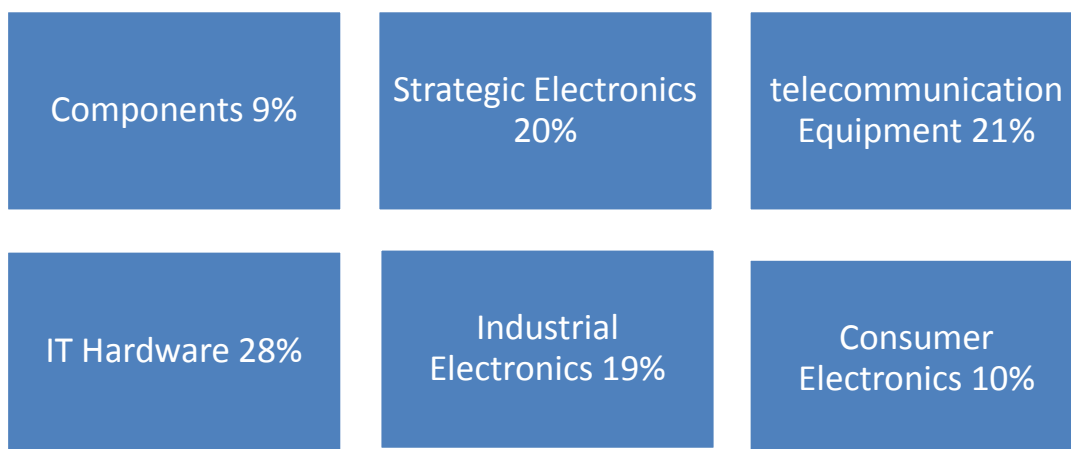 Components 9%
Strategic Electronics
20%
telecommunication
Equipment 21%
IT Hardware 28%
Industrial
Electronics 19%
Consumer
Electronics 10%